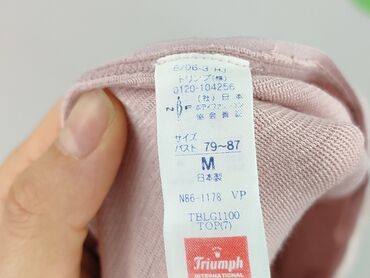 トリンプ(株)
0120-104256
(社)日本
ボディファッション
協会員証
NBF
サイズ
バスト 79~87
M
日本製
N86-1178 VP
TBLG1100
TOP(7)
Triumph
INTERNATIONAL